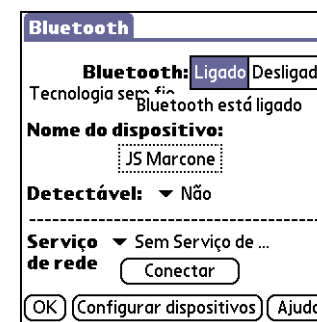 Bluetooth
Bluetooth: Ligado Desligad
Tecnologia sem fio
Bluetooth está ligado
Nome do dispositivo:
JS Marcone
Detectável: Não
Serviço de rede Sem Serviço de ...
Conectar
OK Configurar dispositivos Ajuda